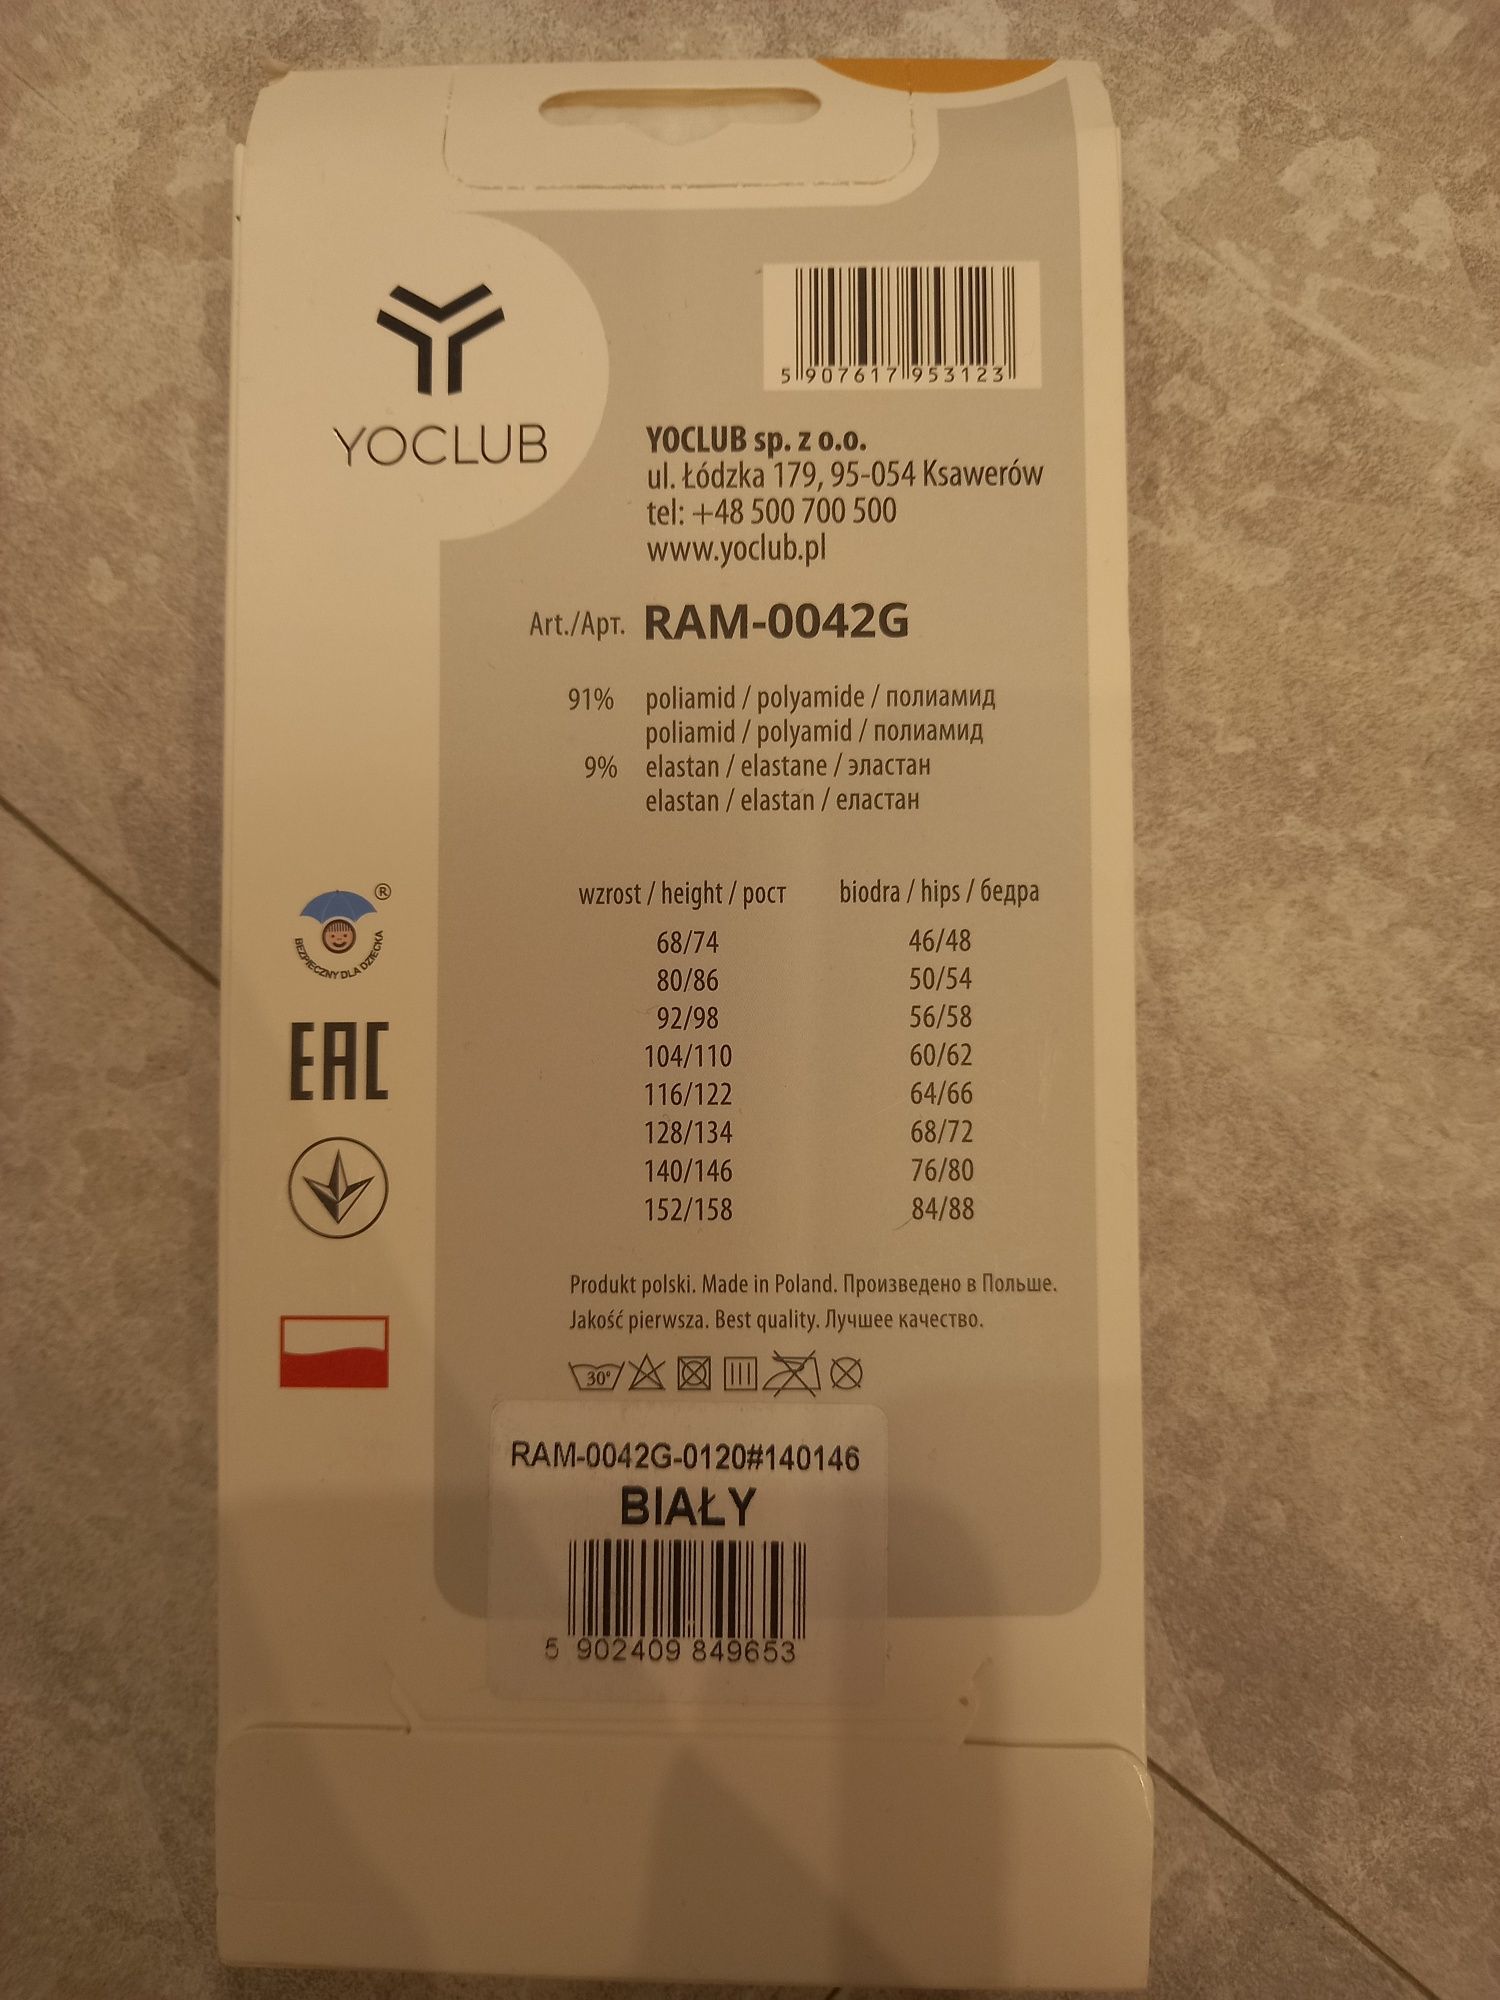 YOCLUB
5 907617 953123
YOCLUB sp. z o.o.
ul. Łódzka 179, 95-054 Ksawerów
tel: +48 500 700 500
www.yoclub.pl
Art./Арт. RAM-0042G
91% poliamid / polyamide / полиамид
poliamid / polyamid / полиамид
9% elastan / elastane / эластан
elastan / elastan / еластан
wzrost / height / рост biodra / hips / бедра
68/74 46/48
80/86 50/54
92/98 56/58
104/110 60/62
116/122 64/66
128/134 68/72
140/146 76/80
152/158 84/88
®
BEZPIECZNY DLA DZIECKA
EAC
Produkt polski. Made in Poland. Произведено в Польше.
Jakość pierwsza. Best quality. Лучшее качество.
30°
RAM-0042G-0120#140146
BIAŁY
5 902409 849653